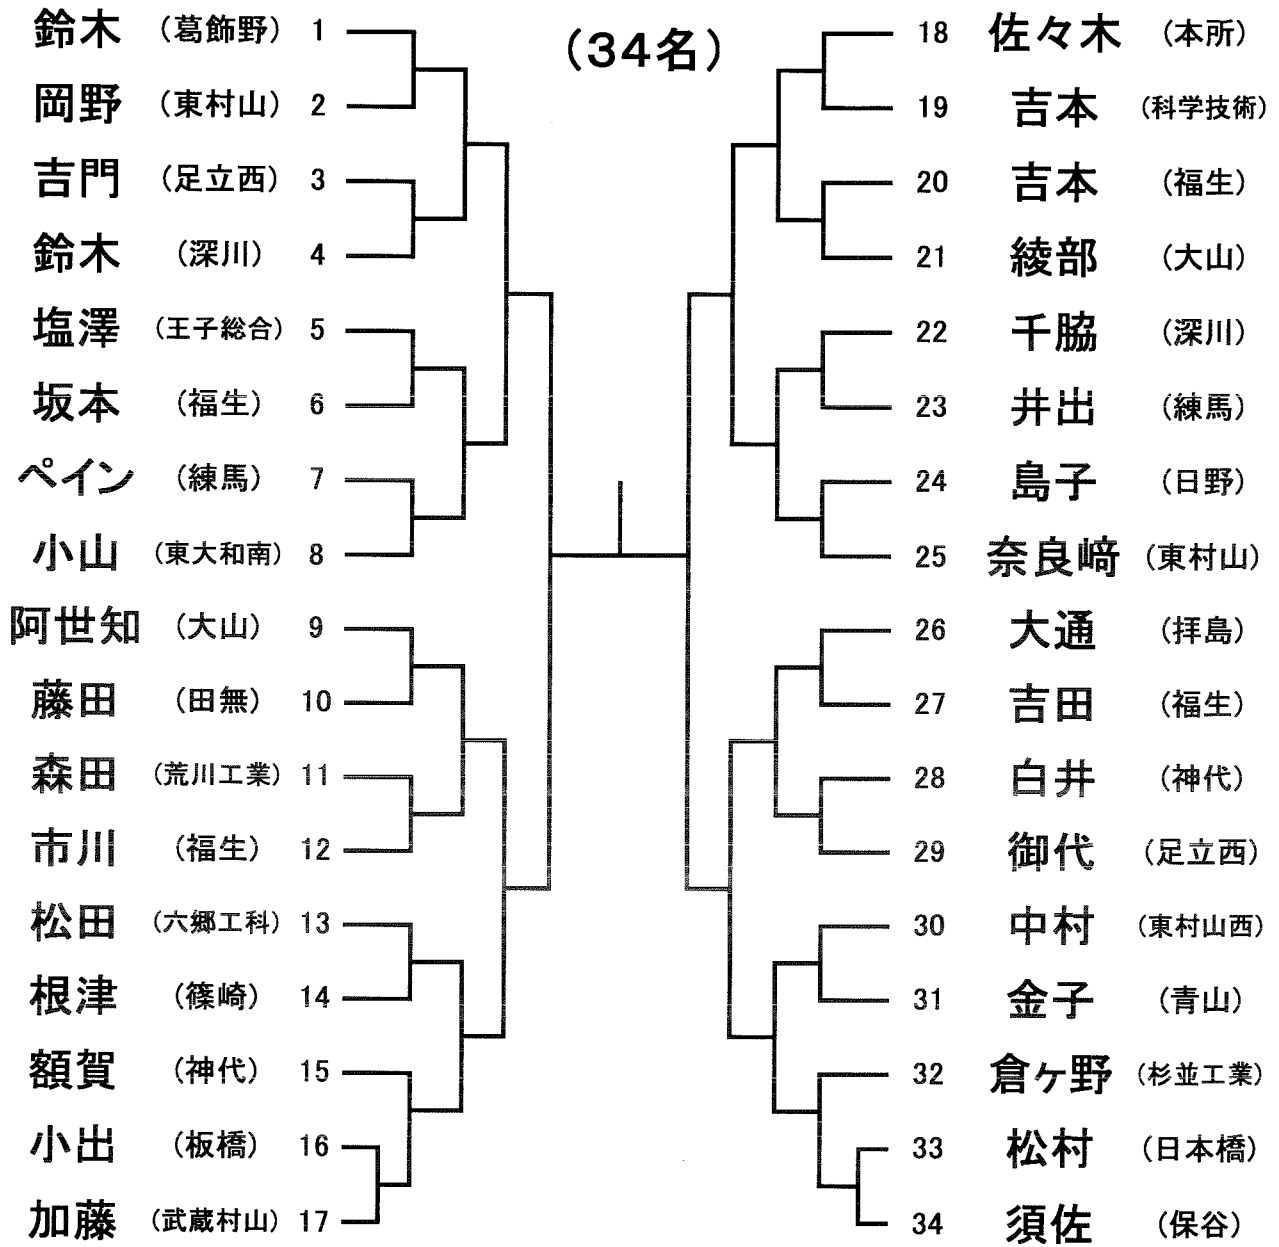 (34名)
鈴木 (葛飾野) 1
岡野 (東村山) 2
吉門 (足立西) 3
鈴木 (深川) 4
塩澤 (王子総合) 5
坂本 (福生) 6
ペイン (練馬) 7
小山 (東大和南) 8
阿世知 (大山) 9
藤田 (田無) 10
森田 (荒川工業) 11
市川 (福生) 12
松田 (六郷工科) 13
根津 (篠崎) 14
額賀 (神代) 15
小出 (板橋) 16
加藤 (武蔵村山) 17
18 佐々木 (本所)
19 吉本 (科学技術)
20 吉本 (福生)
21 綾部 (大山)
22 千脇 (深川)
23 井出 (練馬)
24 島子 (日野)
25 奈良﨑 (東村山)
26 大通 (拝島)
27 吉田 (福生)
28 白井 (神代)
29 御代 (足立西)
30 中村 (東村山西)
31 金子 (青山)
32 倉ヶ野 (杉並工業)
33 松村 (日本橋)
34 須佐 (保谷)